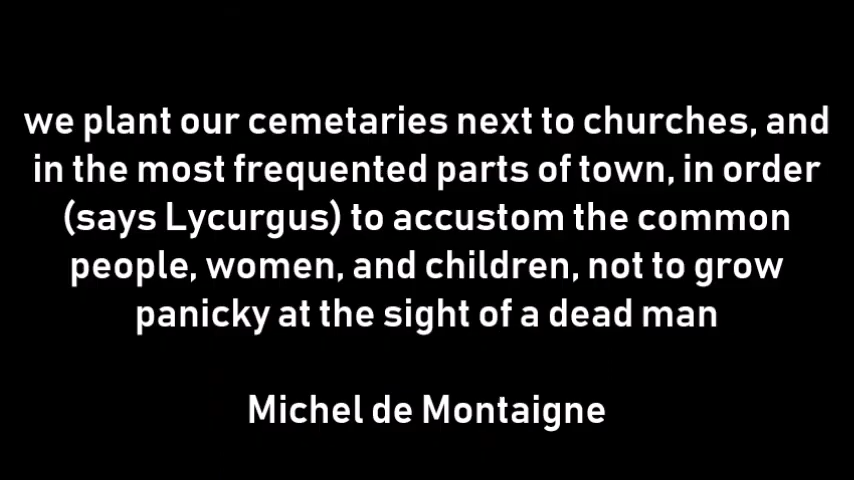 we plant our cemetaries next to churches, and
in the most frequented parts of town, in order
(says Lycurgus) to accustom the common
people, women, and children, not to grow
panicky at the sight of a dead man
Michel de Montaigne